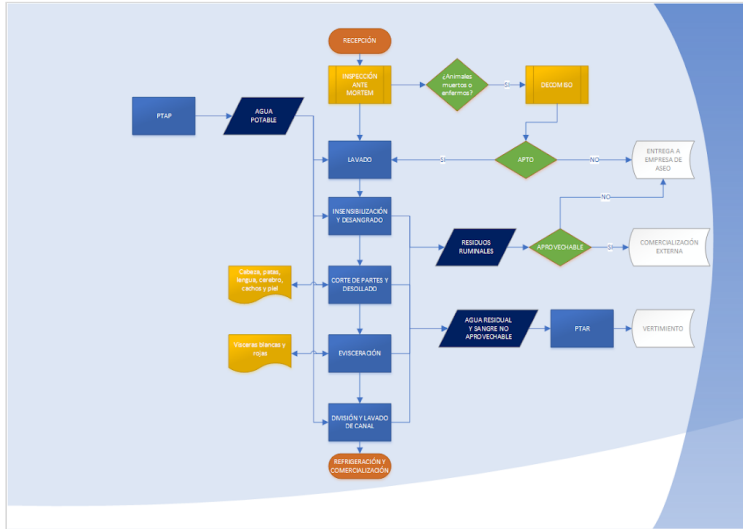 RECEPCIÓN
INSPECCIÓN
ANTE
MORTEM
¿Animales
muertos o
enfermos?
SI
DECOMISO
PTAP
AGUA
POTABLE
LAVADO
SI
APTO
NO
ENTREGA A
EMPRESA DE
ASEO
NO
INSENSIBILIZACIÓN
Y DESANGRADO
RESIDUOS
RUMINALES
APROVECHABLE
SI
COMERCIALIZACIÓN
EXTERNA
Cabeza, patas,
lengua, cerebro,
cachos y piel
CORTE DE PARTES Y
DESOLLADO
AGUA RESIDUAL
Y SANGRE NO
APROVECHABLE
PTAR
VERTIMIENTO
Vísceras blancas y
rojas
EVISCERACIÓN
DIVISIÓN Y LAVADO
DE CANAL
REFRIGERACIÓN Y
COMERCIALIZACIÓN